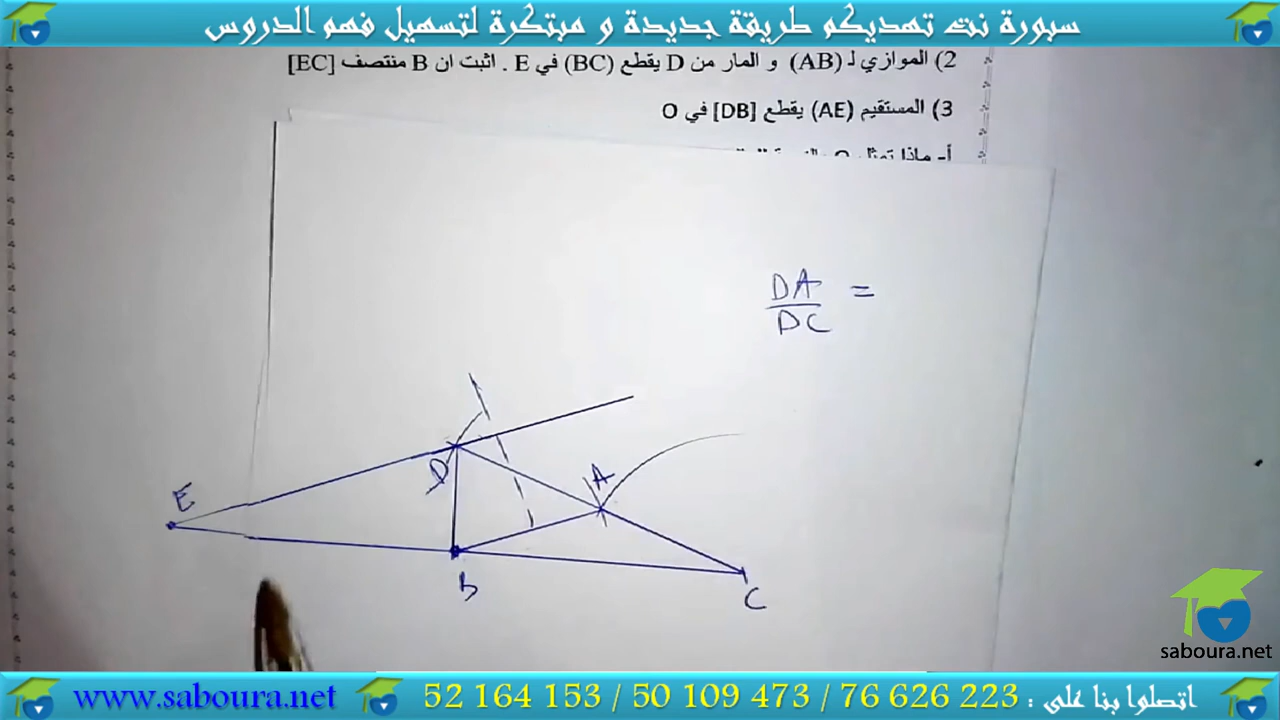 سبورة نت تهديكم طريقة جديدة و مبتكرة لتسهيل فهم الدروس
2) الموازي لـ (AB) و المار من D يقطع (BC) في E . اثبت ان B منتصف [EC]
3) المستقيم (AE) يقطع [DB] في O
أ- ماذا تمثل O
DA
=
DC
E
D
A
B
C
saboura.net
www.saboura.net
اتصلوا بنا على : 223 626 76 / 473 109 50 / 153 164 52